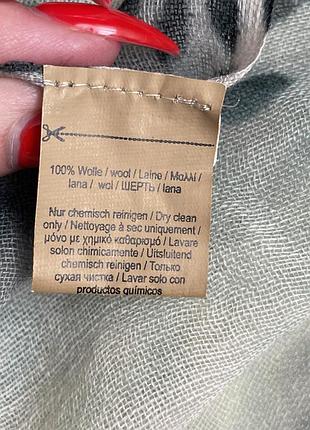 100% Wolle / wool / Laine / Μαλλί /
lana / wol / ШЕРТЬ / lana
Nur chemisch reinigen / Dry clean
only / Nettoyage à sec uniquement /
μόνο με χημικό καθαρισμό / Lavare
solon chimicamente / Uitsluitend
chemisch reinigen / Только
сухая чистка / Lavar solo con
productos químicos